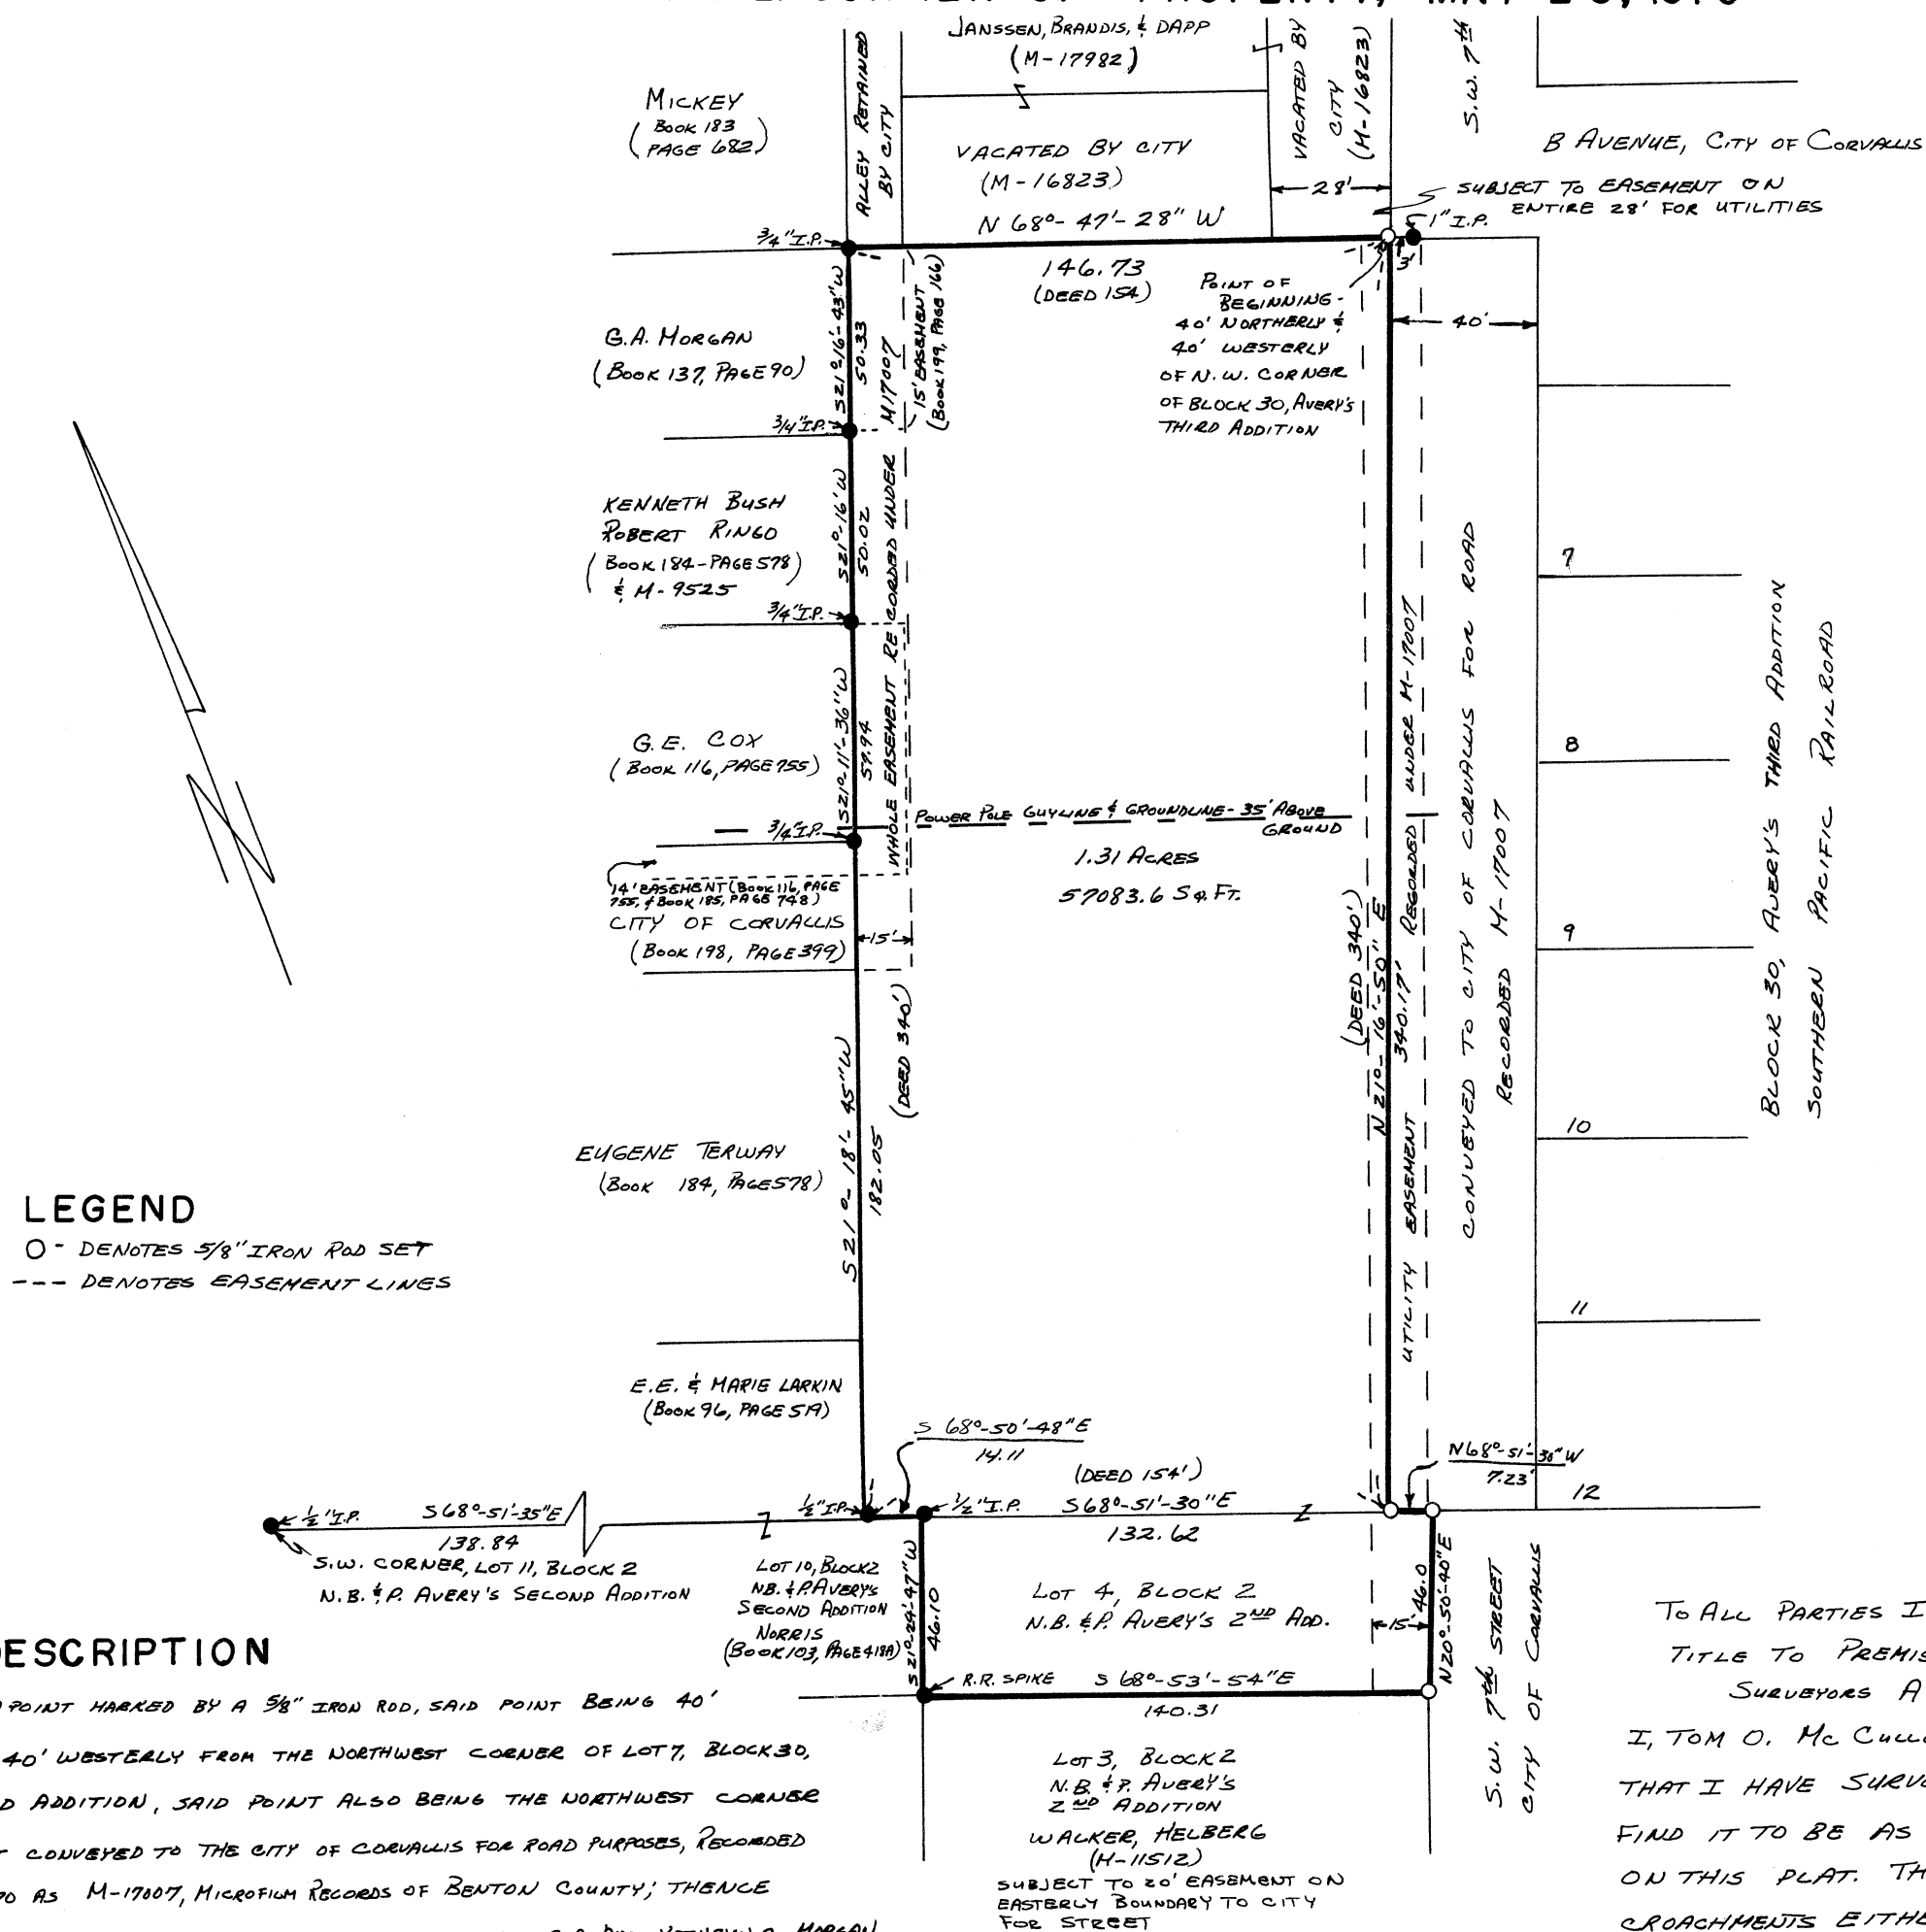 PROPERTY, MAY
JANSSEN, BRANDIS, & DAPP
(M-17982)
MICKEY
(BOOK 183
PAGE 682)
ALLEY RETAINED
BY CITY
VACATED BY CITY
(M-16823)
VACATED BY
CITY
(M-16823)
S.W. 7th
B AVENUE, CITY OF CORVALLIS
28'
SUBJECT TO EASEMENT ON
ENTIRE 28' FOR UTILITIES
N 68°-47'-28" W
3/4" I.P.
1" I.P.
3'
146.73
(DEED 154)
POINT OF
BEGINNING -
40' NORTHERLY &
40' WESTERLY
OF N.W. CORNER
OF BLOCK 30, AVERY'S
THIRD ADDITION
40'
G.A. MORGAN
(BOOK 137, PAGE 90)
S21°-16'-43"W
50.33
15' EASEMENT
(BOOK 199, PAGE 166)
3/4" I.P.
KENNETH BUSH
ROBERT RINGO
(BOOK 184-PAGE 578)
& M-9525
S21°-16'W
50.02
WHOLE EASEMENT RECORDED UNDER M17007
3/4" I.P.
G.E. COX
(BOOK 116, PAGE 755)
S21°-11'-36"W
57.94
3/4" I.P.
POWER POLE GUYLINE & GROUNDLINE - 35' ABOVE
GROUND
1.31 ACRES
57083.6 SQ. FT.
14' EASEMENT (BOOK 116, PAGE
755, & BOOK 185, PAGE 748)
CITY OF CORVALLIS
(BOOK 198, PAGE 399)
15'
(DEED 340')
S 21°-18'-45"W
182.05
(DEED 340')
N 21°-16'-50" E
340.17'
UTILITY EASEMENT RECORDED UNDER M-17007
CONVEYED TO CITY OF CORVALLIS FOR ROAD
RECORDED M-17007
7
8
9
10
11
12
BLOCK 30, AVERY'S THIRD ADDITION
SOUTHERN PACIFIC RAILROAD
EUGENE TERWAY
(BOOK 184, PAGE 578)
LEGEND
O - DENOTES 5/8" IRON ROD SET
--- DENOTES EASEMENT LINES
E.E. & MARIE LARKIN
(BOOK 96, PAGE 519)
S 68°-50'-48"E
14.11
(DEED 154')
N68°-51'-30"W
7.23'
1/2" I.P.
S 68°-51'-35"E
138.84
1/2" I.P.
1/2" I.P.
S68°-51'-30"E
132.62
S.W. CORNER, LOT 11, BLOCK 2
N.B. & P. AVERY'S SECOND ADDITION
LOT 10, BLOCK 2
N.B. & P. AVERY'S
SECOND ADDITION
NORRIS
(BOOK 103, PAGE 418A)
S 21°-24'-47"W
46.10
LOT 4, BLOCK 2
N.B. & P. AVERY'S 2ND ADD.
15'
46.0
N20°-50'-40"E
S.W. 7th STREET
CITY OF CORVALLIS
R.R. SPIKE
S 68°-53'-54"E
140.31
LOT 3, BLOCK 2
N.B. & P. AVERY'S
2ND ADDITION
WALKER, HELBERG
(M-11512)
SUBJECT TO 20' EASEMENT ON
EASTERLY BOUNDARY TO CITY
FOR STREET
DESCRIPTION
POINT MARKED BY A 5/8" IRON ROD, SAID POINT BEING 40'
40' WESTERLY FROM THE NORTHWEST CORNER OF LOT 7, BLOCK 30,
D ADDITION, SAID POINT ALSO BEING THE NORTHWEST CORNER
CONVEYED TO THE CITY OF CORVALLIS FOR ROAD PURPOSES, RECORDED
70 AS M-17007, MICROFILM RECORDS OF BENTON COUNTY; THENCE
MORGAN
TO ALL PARTIES I
TITLE TO PREMIS
SURVEYORS A
I, TOM O. McCULL
THAT I HAVE SURV
FIND IT TO BE AS
ON THIS PLAT. TH
CROACHMENTS EITHE